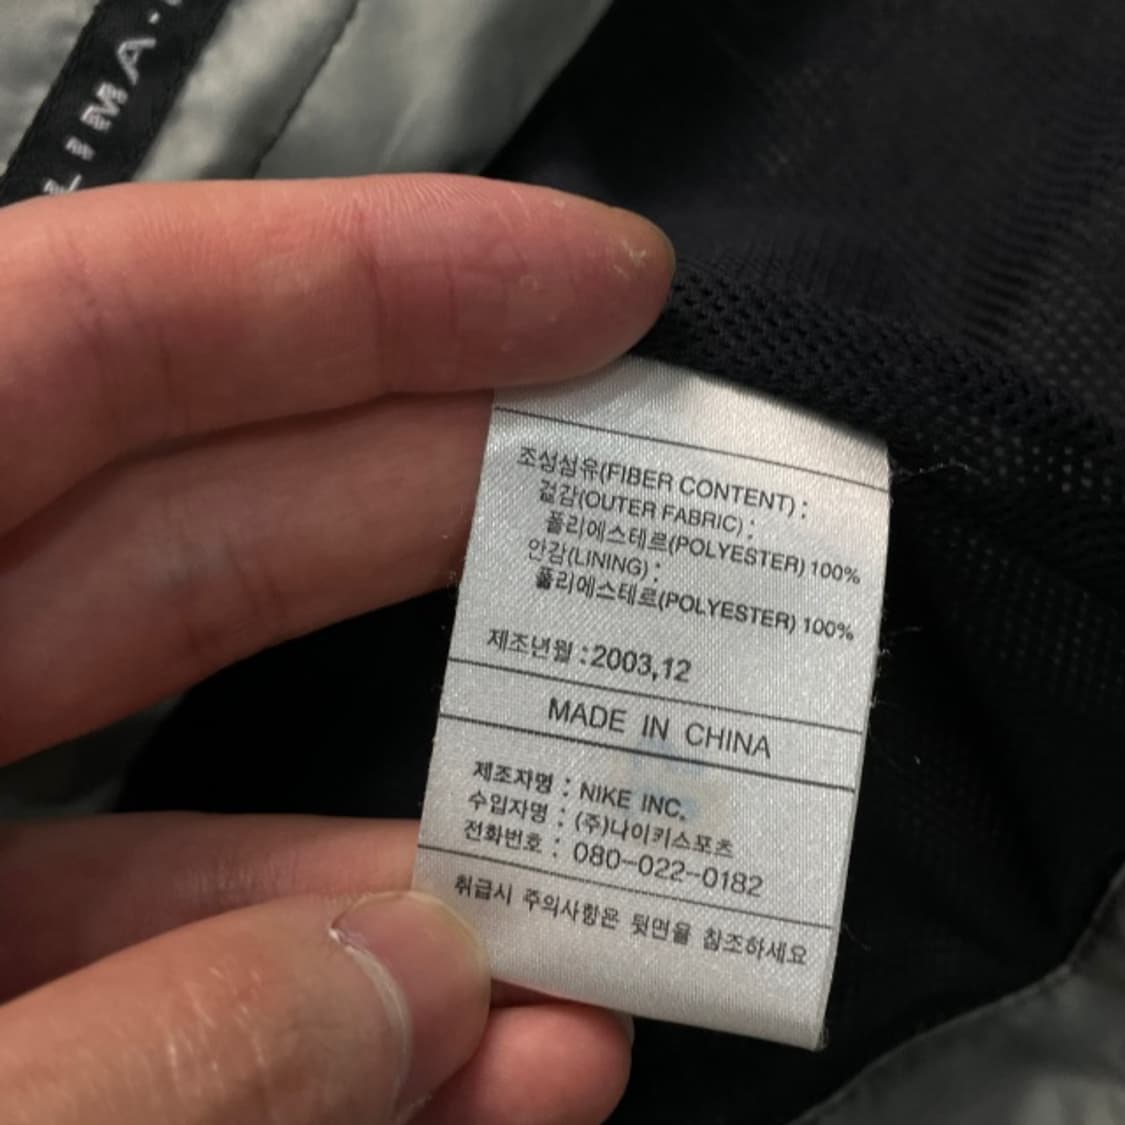 LIMA·
조성섬유(FIBER CONTENT) :
겉감(OUTER FABRIC) :
폴리에스테르(POLYESTER) 100%
안감(LINING) :
폴리에스테르(POLYESTER) 100%
제조년월 :2003,12
MADE IN CHINA
제조자명 : NIKE INC.
수입자명 : (주)나이키스포츠
전화번호 : 080-022-0182
취급시 주의사항은 뒷면을 참조하세요